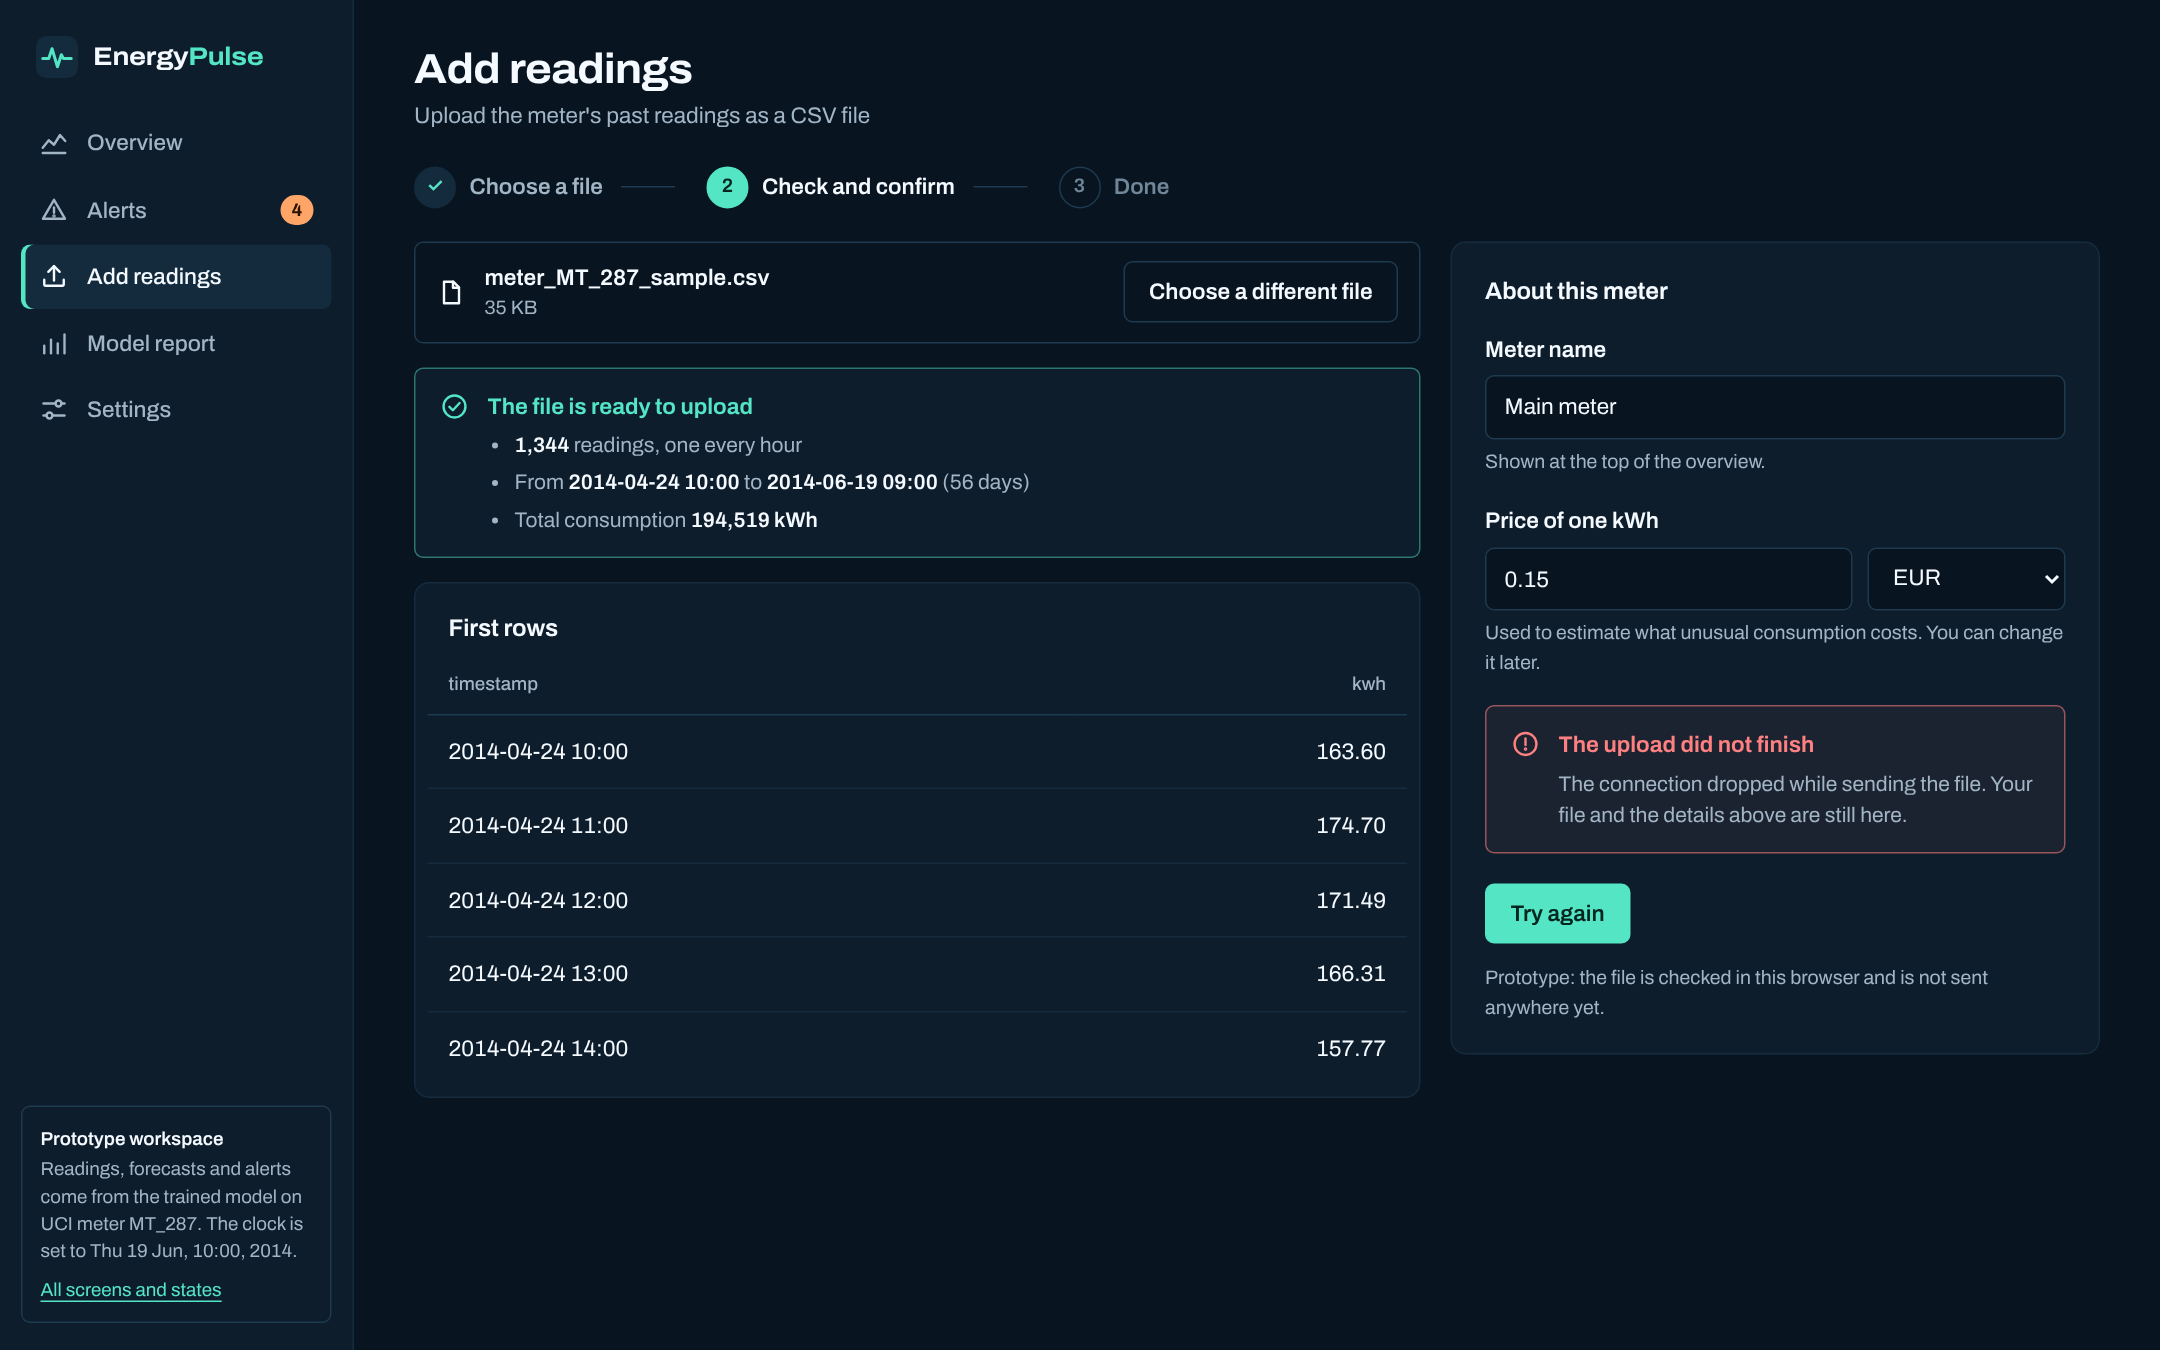 EnergyPulse
Overview
Alerts
4
Add readings
Model report
Settings
Prototype workspace
Readings, forecasts and alerts
come from the trained model on
UCI meter MT_287. The clock is
set to Thu 19 Jun, 10:00, 2014.
All screens and states
Add readings
Upload the meter's past readings as a CSV file
Choose a file
2 Check and confirm
3 Done
meter_MT_287_sample.csv
35 KB
Choose a different file
The file is ready to upload
• 1,344 readings, one every hour
• From 2014-04-24 10:00 to 2014-06-19 09:00 (56 days)
• Total consumption 194,519 kWh
First rows
timestamp kwh
2014-04-24 10:00 163.60
2014-04-24 11:00 174.70
2014-04-24 12:00 171.49
2014-04-24 13:00 166.31
2014-04-24 14:00 157.77
About this meter
Meter name
Main meter
Shown at the top of the overview.
Price of one kWh
0.15 EUR
Used to estimate what unusual consumption costs. You can change
it later.
The upload did not finish
The connection dropped while sending the file. Your
file and the details above are still here.
Try again
Prototype: the file is checked in this browser and is not sent
anywhere yet.